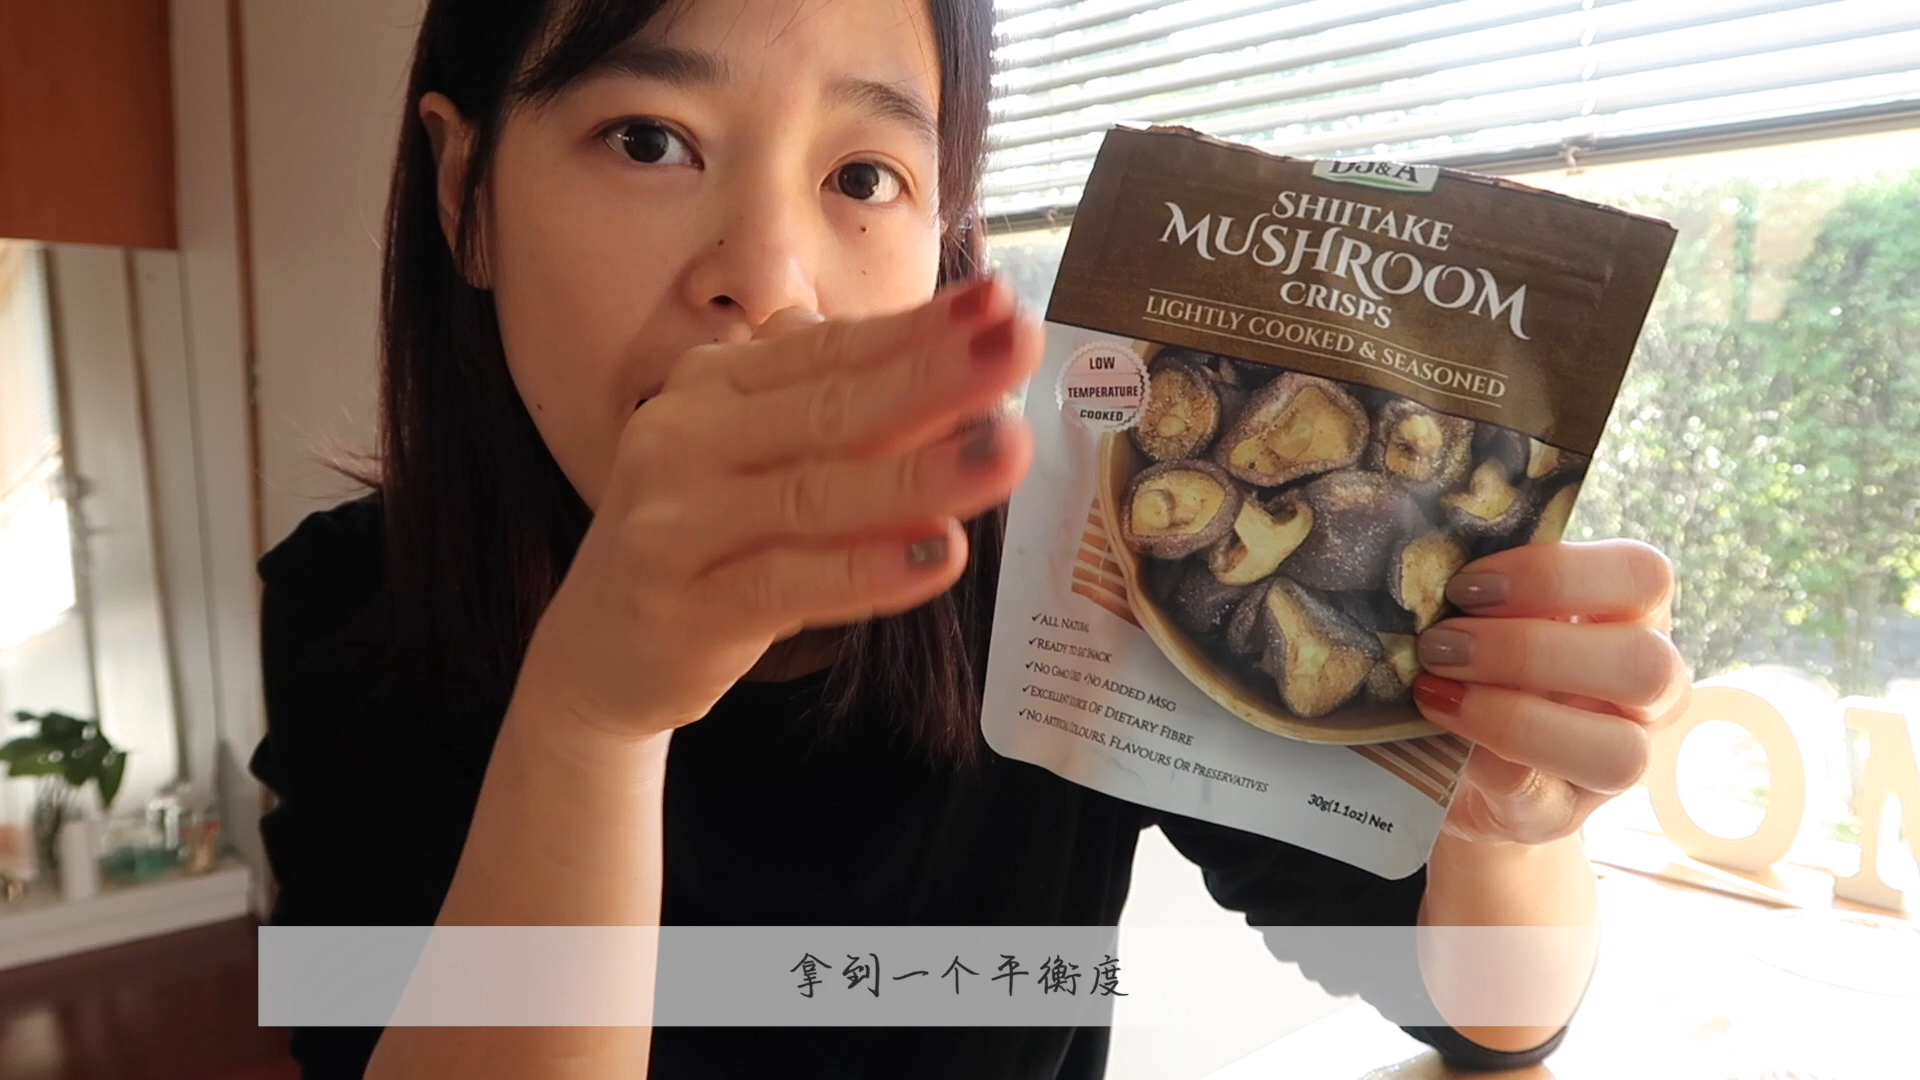 DJ&A
SHIITAKE
MUSHROOM
CRISPS
LIGHTLY COOKED & SEASONED
LOW
TEMPERATURE
COOKED
✓ALL NATURAL
✓READY TO EAT SNACK
✓NO GMO USED ✓NO ADDED MSG
✓EXCELLENT SOURCE OF DIETARY FIBRE
✓NO ARTIFICIAL COLOURS, FLAVOURS OR PRESERVATIVES
30g(1.1oz) Net
OM
拿到一个平衡度